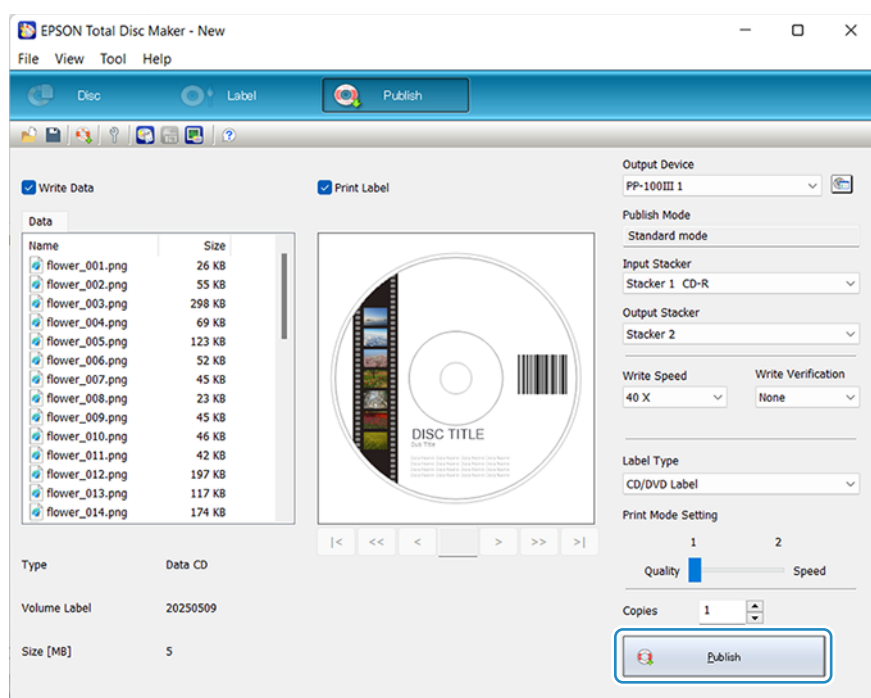 EPSON Total Disc Maker - New
File View Tool Help
Disc Label Publish
Write Data
Data
Name Size
flower_001.png 26 KB
flower_002.png 55 KB
flower_003.png 298 KB
flower_004.png 69 KB
flower_005.png 123 KB
flower_006.png 52 KB
flower_007.png 45 KB
flower_008.png 23 KB
flower_009.png 45 KB
flower_010.png 46 KB
flower_011.png 42 KB
flower_012.png 197 KB
flower_013.png 117 KB
flower_014.png 174 KB
Type Data CD
Volume Label 20250509
Size [MB] 5
Print Label
DISC TITLE
Sub Title
|< << < > >> >|
Output Device
PP-100III 1
Publish Mode
Standard mode
Input Stacker
Stacker 1 CD-R
Output Stacker
Stacker 2
Write Speed Write Verification
40 X None
Label Type
CD/DVD Label
Print Mode Setting
1 2
Quality Speed
Copies 1
Publish